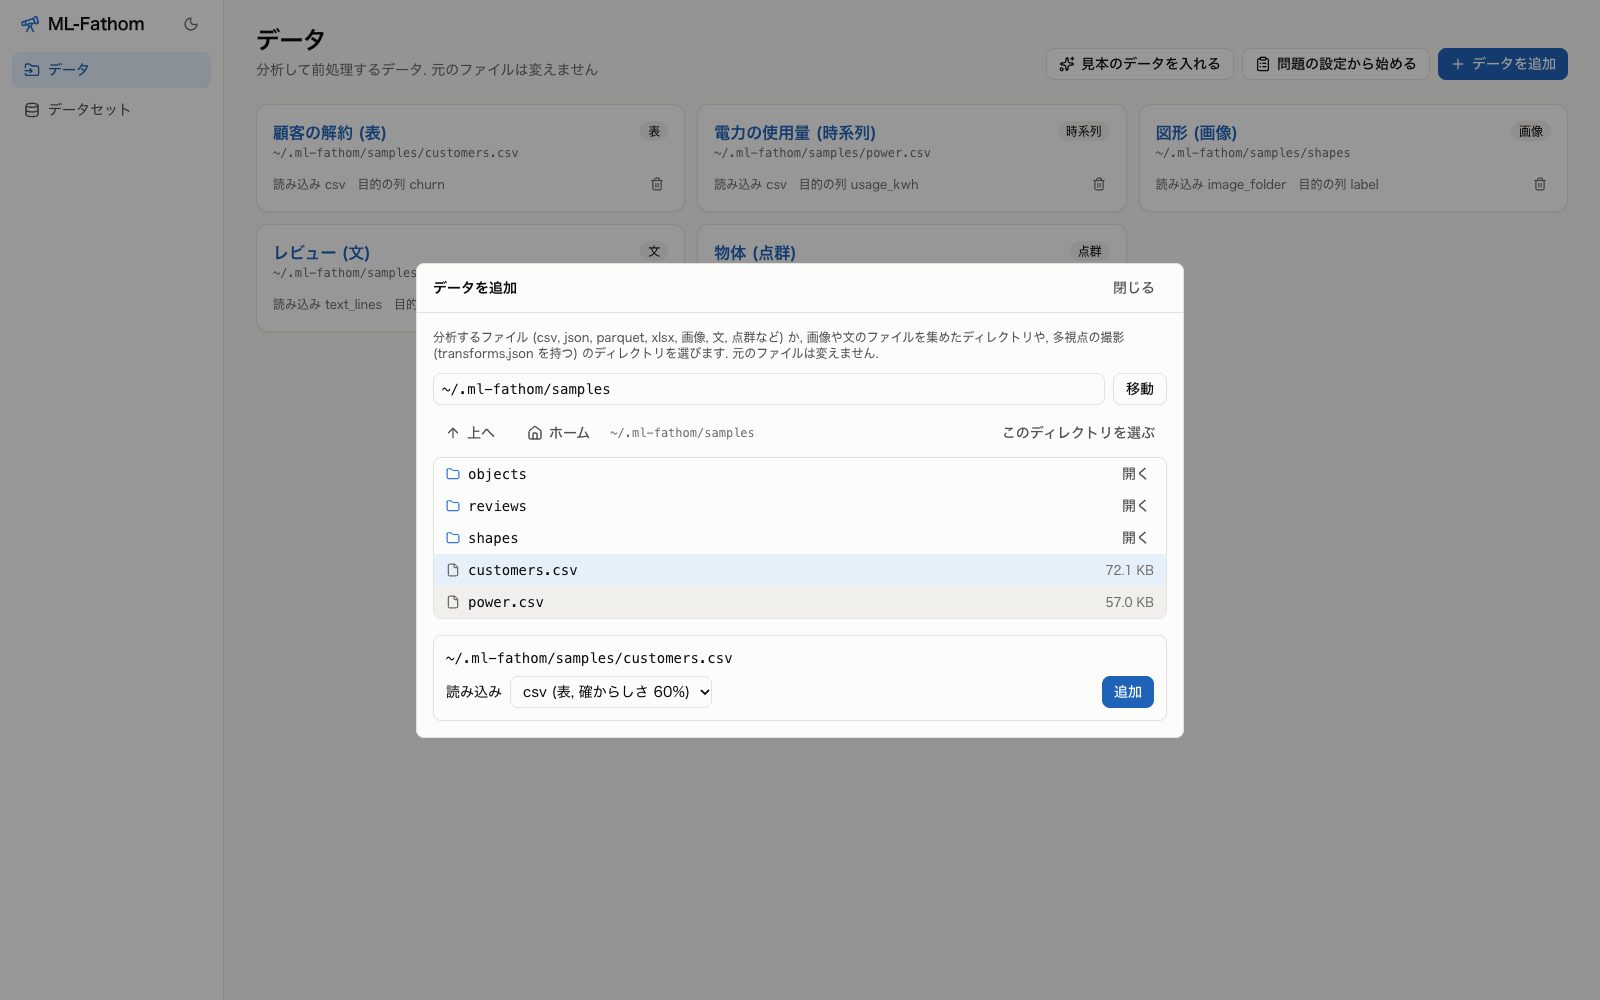 ML-Fathom
データ
データセット
データ
分析して前処理するデータ. 元のファイルは変えません
見本のデータを入れる
問題の設定から始める
データを追加
顧客の解約 (表)
表
~/.ml-fathom/samples/customers.csv
読み込み csv 目的の列 churn
電力の使用量 (時系列)
時系列
~/.ml-fathom/samples/power.csv
読み込み csv 目的の列 usage_kwh
図形 (画像)
画像
~/.ml-fathom/samples/shapes
読み込み image_folder 目的の列 label
レビュー (文)
文
~/.ml-fathom/samples
読み込み text_lines 目的
物体 (点群)
点群
データを追加
閉じる
分析するファイル (csv, json, parquet, xlsx, 画像, 文, 点群など) か, 画像や文のファイルを集めたディレクトリや, 多視点の撮影
(transforms.json を持つ) のディレクトリを選びます. 元のファイルは変えません.
~/.ml-fathom/samples
移動
上へ
ホーム
~/.ml-fathom/samples
このディレクトリを選ぶ
objects 開く
reviews 開く
shapes 開く
customers.csv 72.1 KB
power.csv 57.0 KB
~/.ml-fathom/samples/customers.csv
読み込み csv (表, 確からしさ 60%)
追加